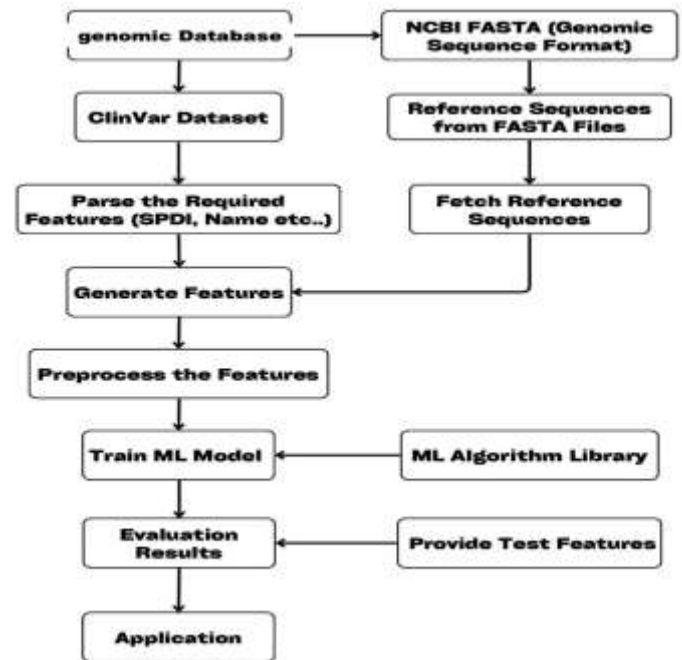 genomic Database
NCBI FASTA (Genomic
Sequence Format)
ClinVar Dataset
Reference Sequences
from FASTA Files
Parse the Required
Features (SPDI, Name etc..)
Fetch Reference
Sequences
Generate Features
Preprocess the Features
Train ML Model
ML Algorithm Library
Evaluation
Results
Provide Test Features
Application